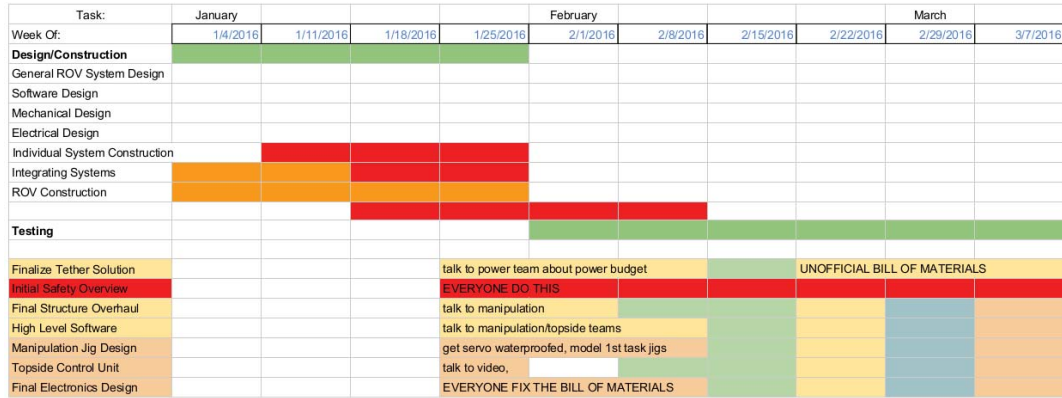 Task: January February March
Week Of: 1/4/2016 1/11/2016 1/18/2016 1/25/2016 2/1/2016 2/8/2016 2/15/2016 2/22/2016 2/29/2016 3/7/2016
Design/Construction
General ROV System Design
Software Design
Mechanical Design
Electrical Design
Individual System Construction
Integrating Systems
ROV Construction
Testing
Finalize Tether Solution talk to power team about power budget UNOFFICIAL BILL OF MATERIALS
Initial Safety Overview EVERYONE DO THIS
Final Structure Overhaul talk to manipulation
High Level Software talk to manipulation/topside teams
Manipulation Jig Design get servo waterproofed, model 1st task jigs
Topside Control Unit talk to video,
Final Electronics Design EVERYONE FIX THE BILL OF MATERIALS